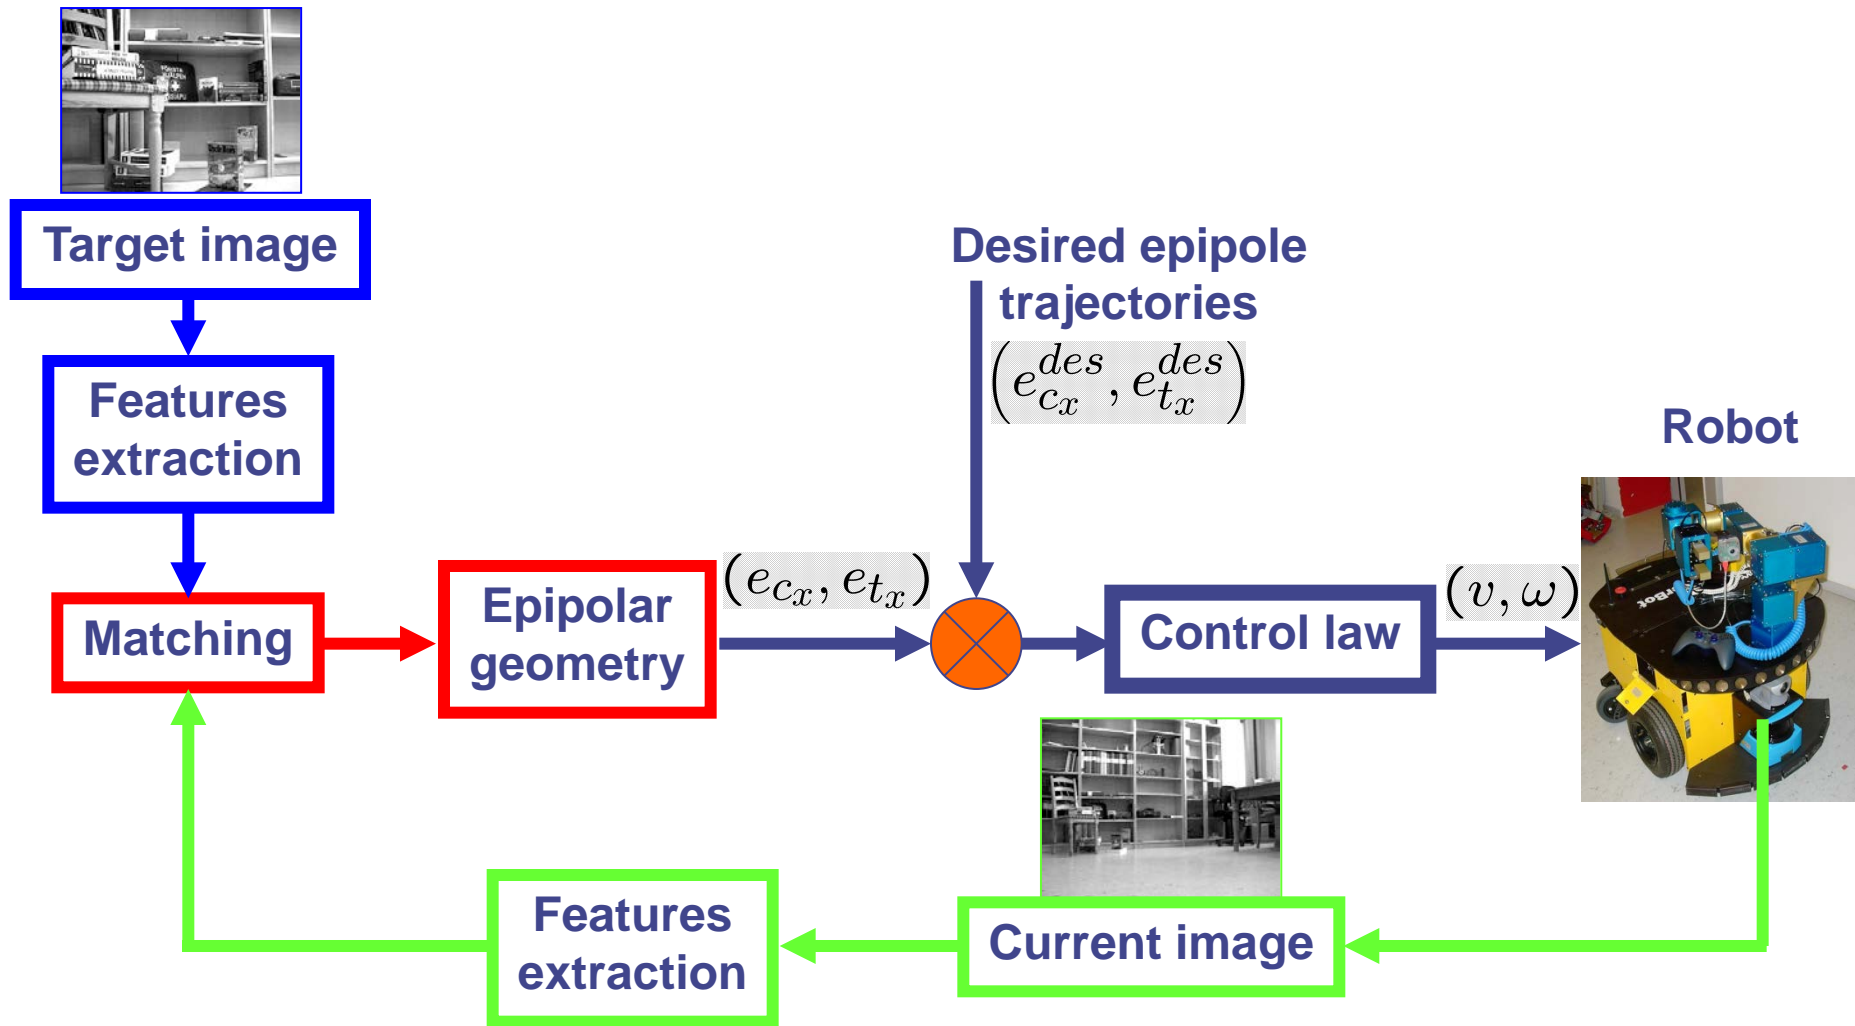 Target image
Features
extraction
Matching
Epipolar
geometry
(e_{c_x}, e_{t_x})
Desired epipole
trajectories
(e_{c_x}^{des}, e_{t_x}^{des})
Control law
(v, ω)
Robot
Current image
Features
extraction